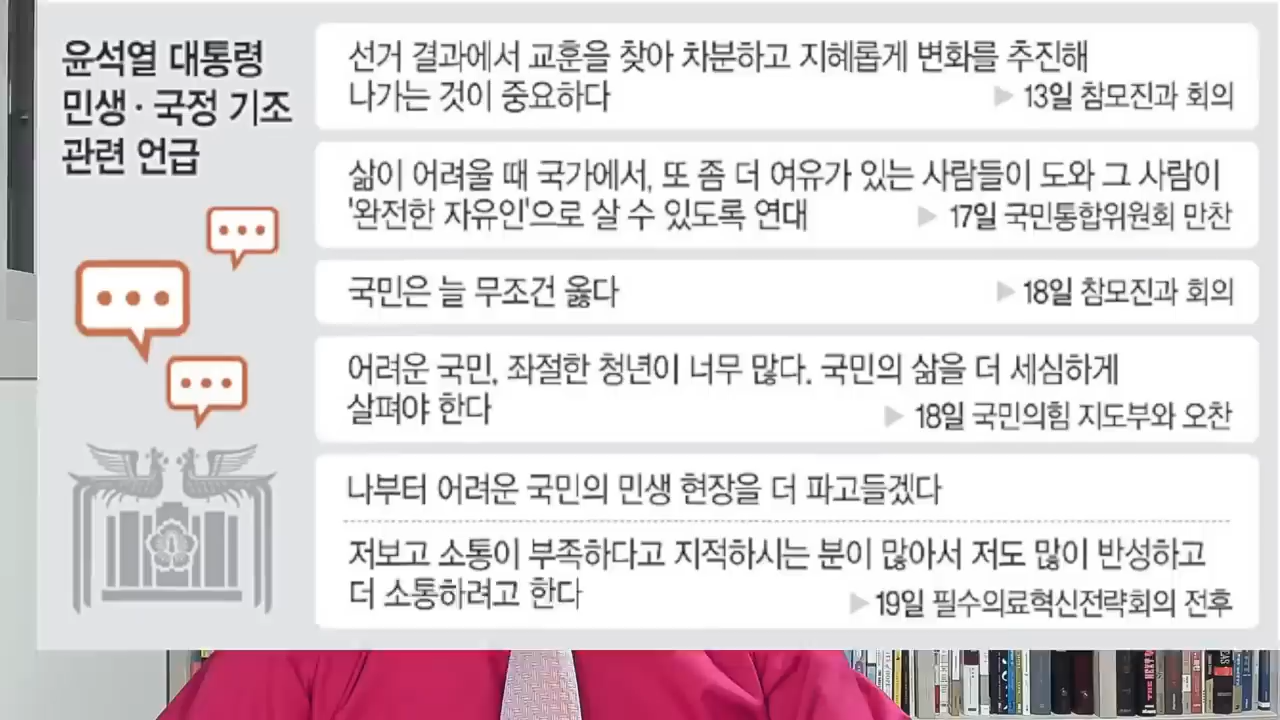 윤석열 대통령
민생·국정 기조
관련 언급
선거 결과에서 교훈을 찾아 차분하고 지혜롭게 변화를 추진해
나가는 것이 중요하다
▶ 13일 참모진과 회의
삶이 어려울 때 국가에서, 또 좀 더 여유가 있는 사람들이 도와 그 사람이
'완전한 자유인'으로 살 수 있도록 연대
▶ 17일 국민통합위원회 만찬
국민은 늘 무조건 옳다
▶ 18일 참모진과 회의
어려운 국민, 좌절한 청년이 너무 많다. 국민의 삶을 더 세심하게
살펴야 한다
▶ 18일 국민의힘 지도부와 오찬
나부터 어려운 국민의 민생 현장을 더 파고들겠다
저보고 소통이 부족하다고 지적하시는 분이 많아서 저도 많이 반성하고
더 소통하려고 한다
▶ 19일 필수의료혁신전략회의 전후